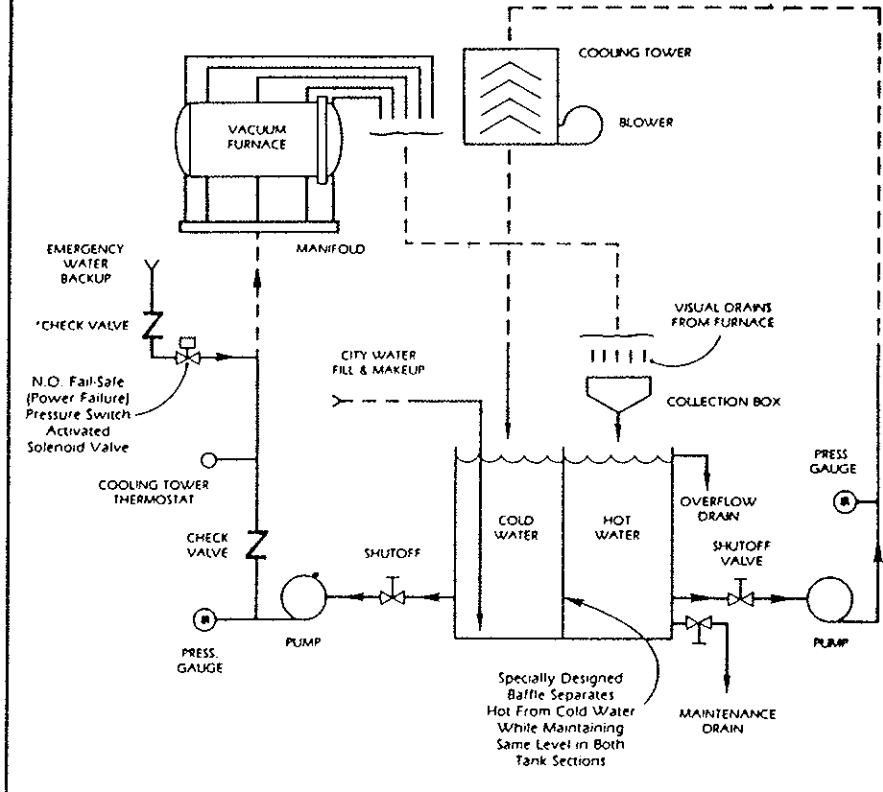 COOLING TOWER
BLOWER
VACUUM
FURNACE
MANIFOLD
EMERGENCY
WATER
BACKUP
*CHECK VALVE
N.O. Fail-Safe
(Power Failure)
Pressure Switch
Activated
Solenoid Valve
CITY WATER
FILL & MAKEUP
VISUAL DRAINS
FROM FURNACE
COLLECTION BOX
COOLING TOWER
THERMOSTAT
PRESS
GAUGE
OVERFLOW
DRAIN
COLD
WATER
HOT
WATER
CHECK
VALVE
SHUTOFF
SHUTOFF
VALVE
PRESS.
GAUGE
PUMP
PUMP
Specially Designed
Baffle Separates
Hot From Cold Water
While Maintaining
Same Level in Both
Tank Sections
MAINTENANCE
DRAIN